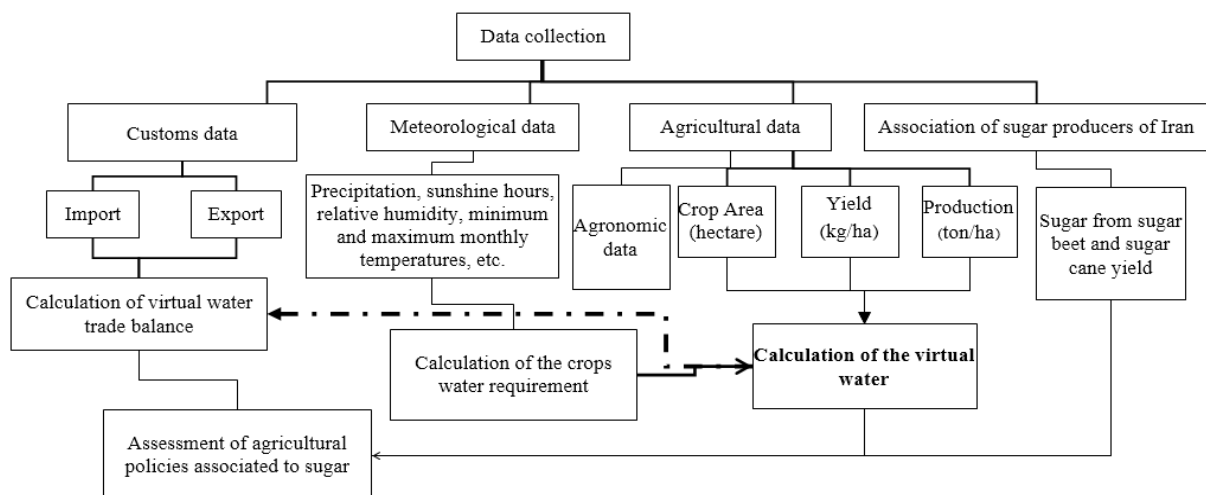 Data collection
Customs data
Meteorological data
Agricultural data
Association of sugar producers of Iran
Import
Export
Precipitation, sunshine hours,
relative humidity, minimum
and maximum monthly
temperatures, etc.
Agronomic
data
Crop Area
(hectare)
Yield
(kg/ha)
Production
(ton/ha)
Sugar from sugar
beet and sugar
cane yield
Calculation of virtual water
trade balance
Calculation of the crops
water requirement
Calculation of the virtual
water
Assessment of agricultural
policies associated to sugar